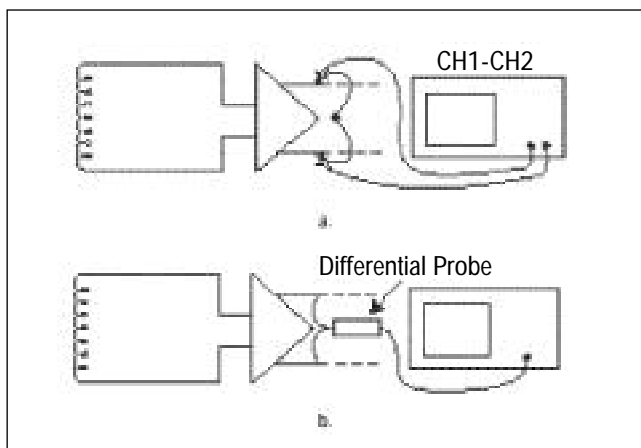 CH1-CH2
a.
Differential Probe
b.